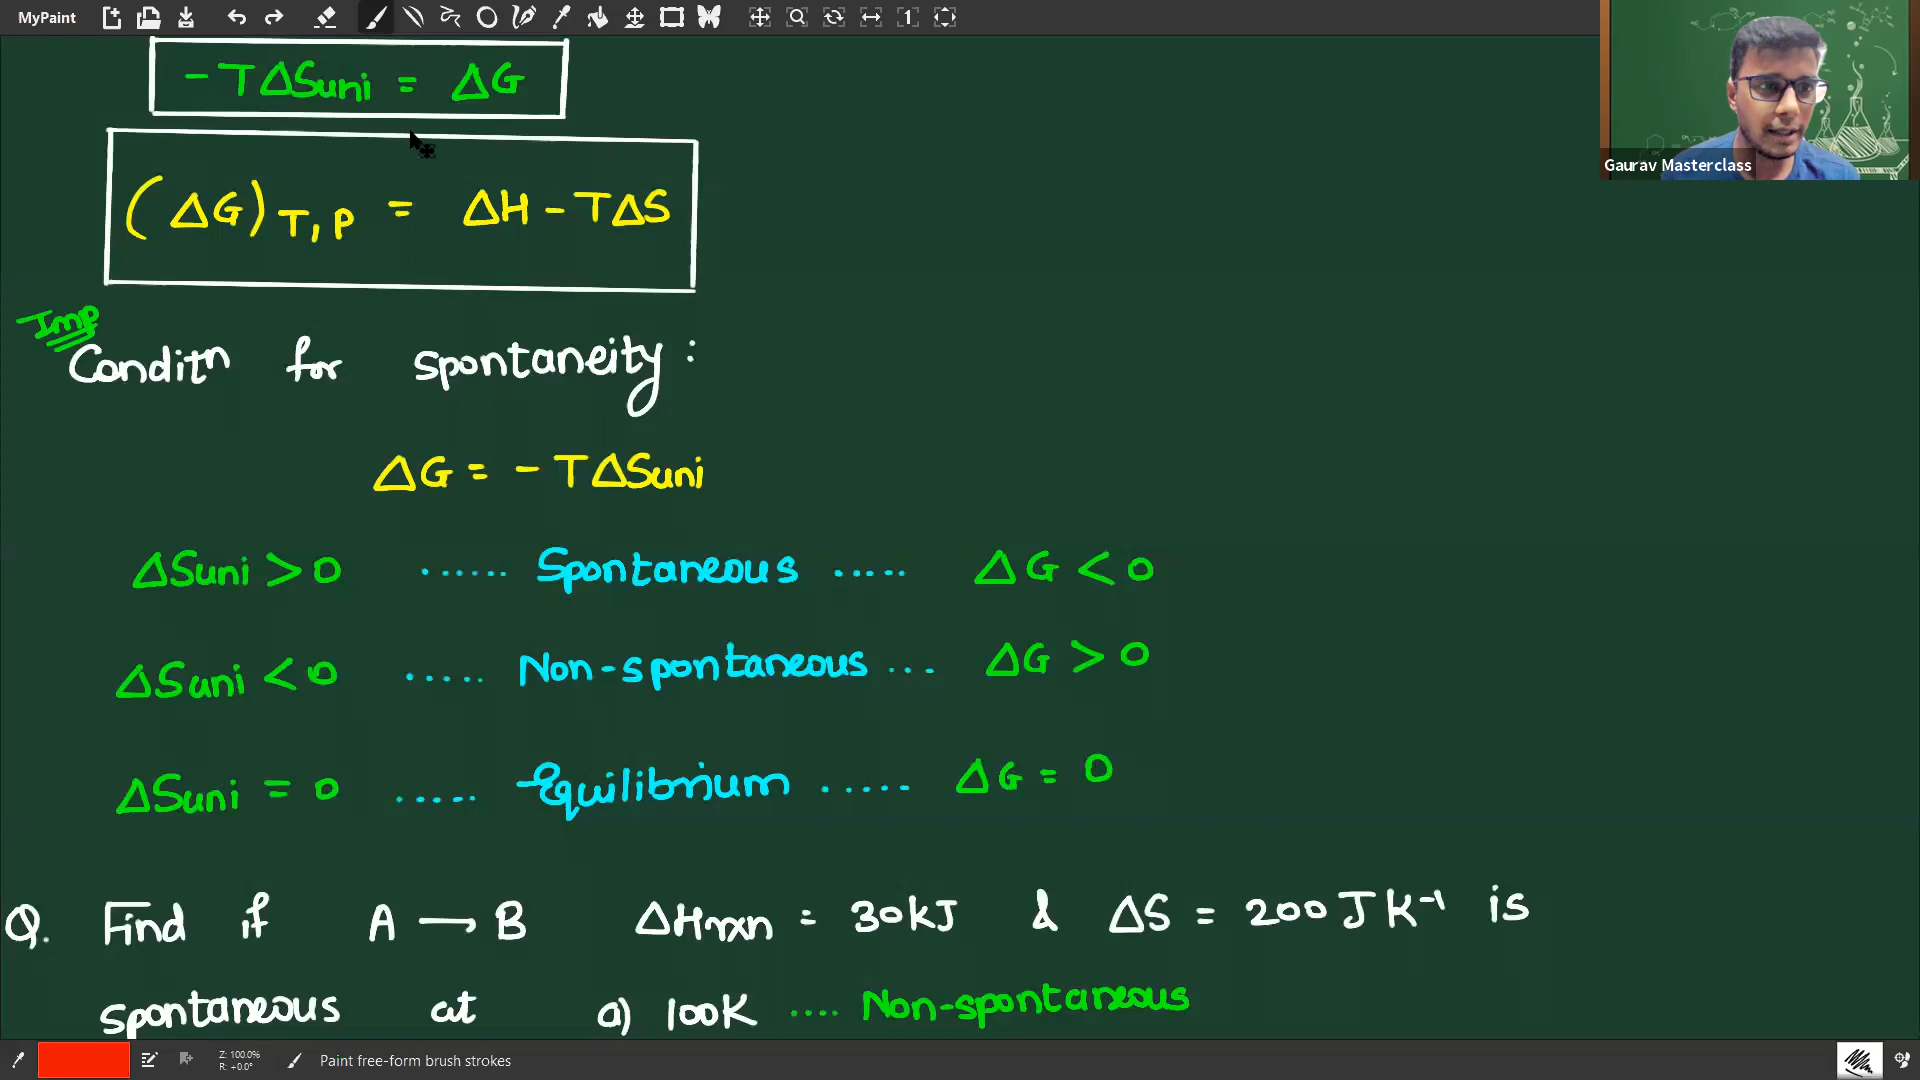 MyPaint
-TΔSuni = ΔG
Gaurav Masterclass
(ΔG)T,P = ΔH-TΔS
Imp
Conditn for spontaneity:
ΔG = -TΔSuni
ΔSuni > 0 ...... Spontaneous ..... ΔG < 0
ΔSuni < 0 ..... Non-spontaneous ... ΔG > 0
ΔSuni = 0 ..... Equilibrium ...... ΔG = 0
Q. Find if A → B ΔHrxn = 30kJ & ΔS = 200 J K⁻¹ is
spontaneous at a) 100K .... Non-spontaneous
Z: 100.0%
R: +0.0°
Paint free-form brush strokes